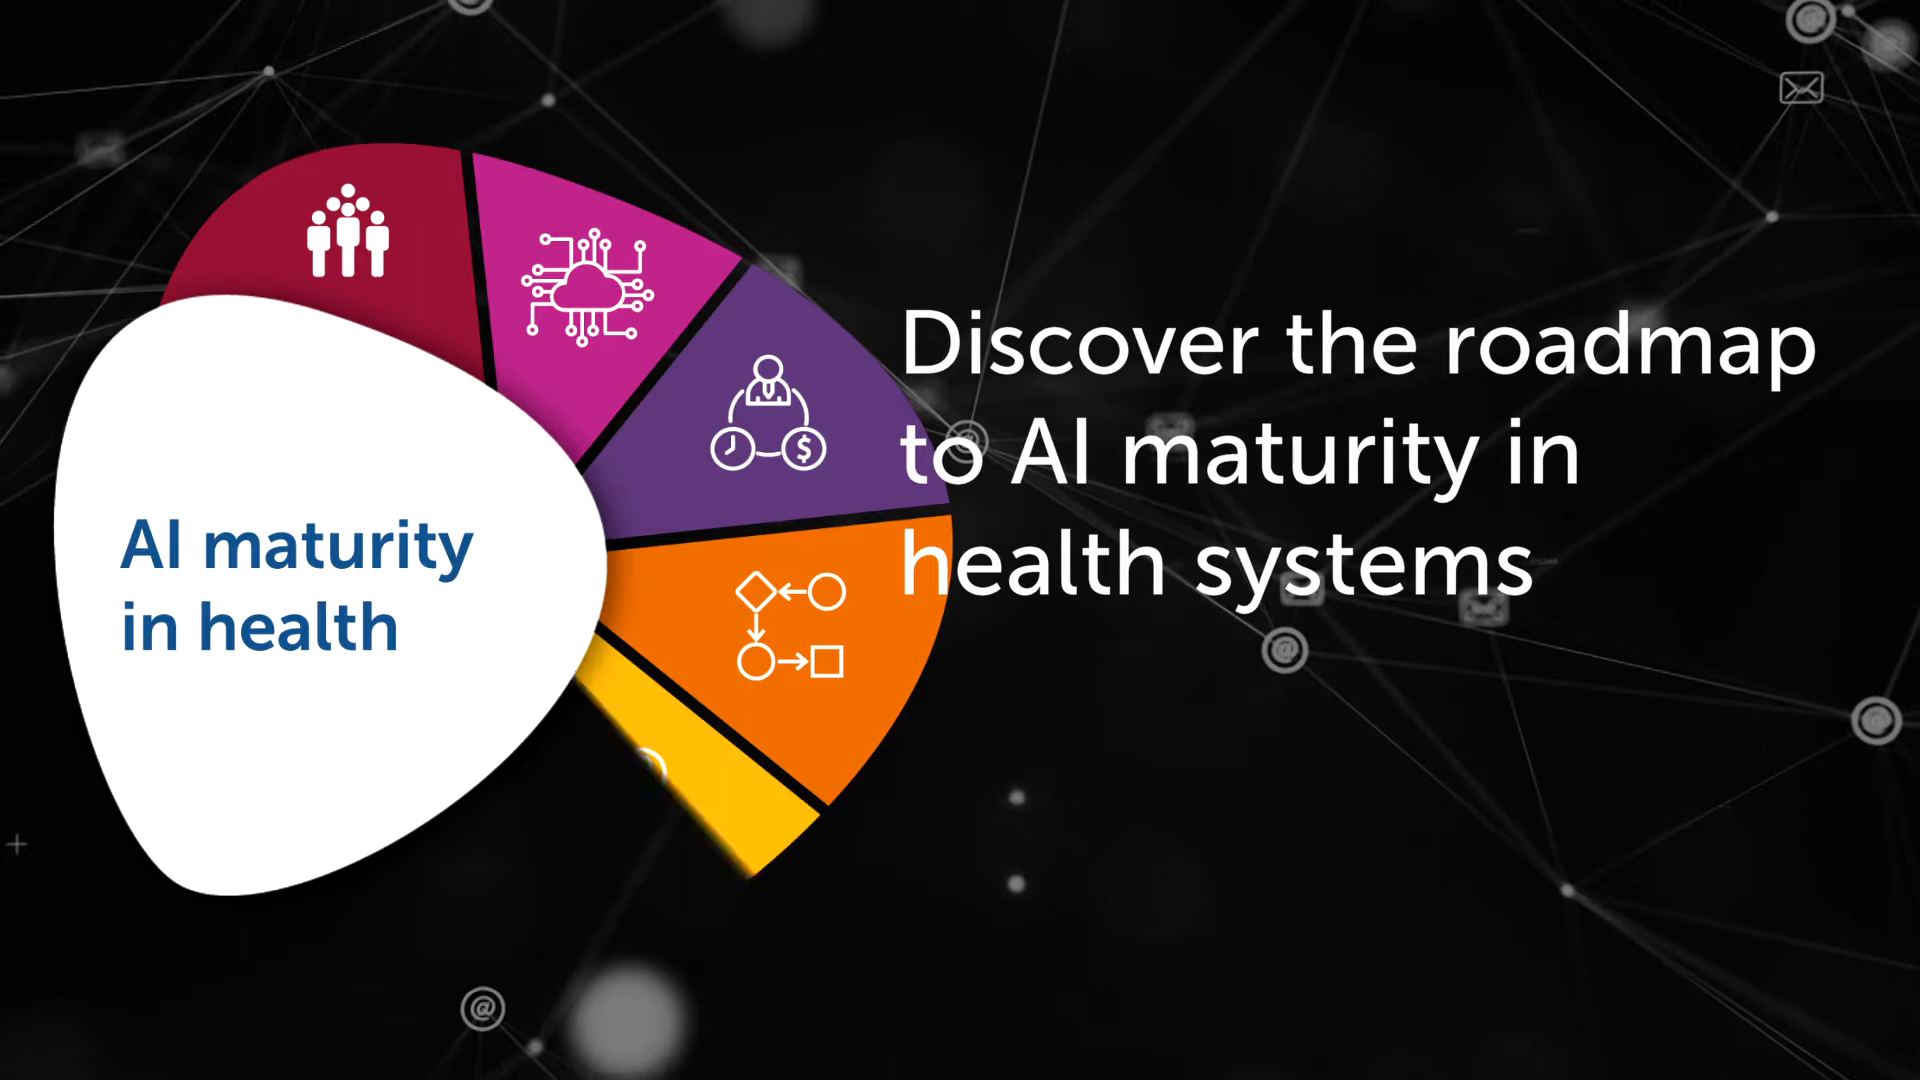 AI maturity
in health
Discover the roadmap
to AI maturity in
health systems